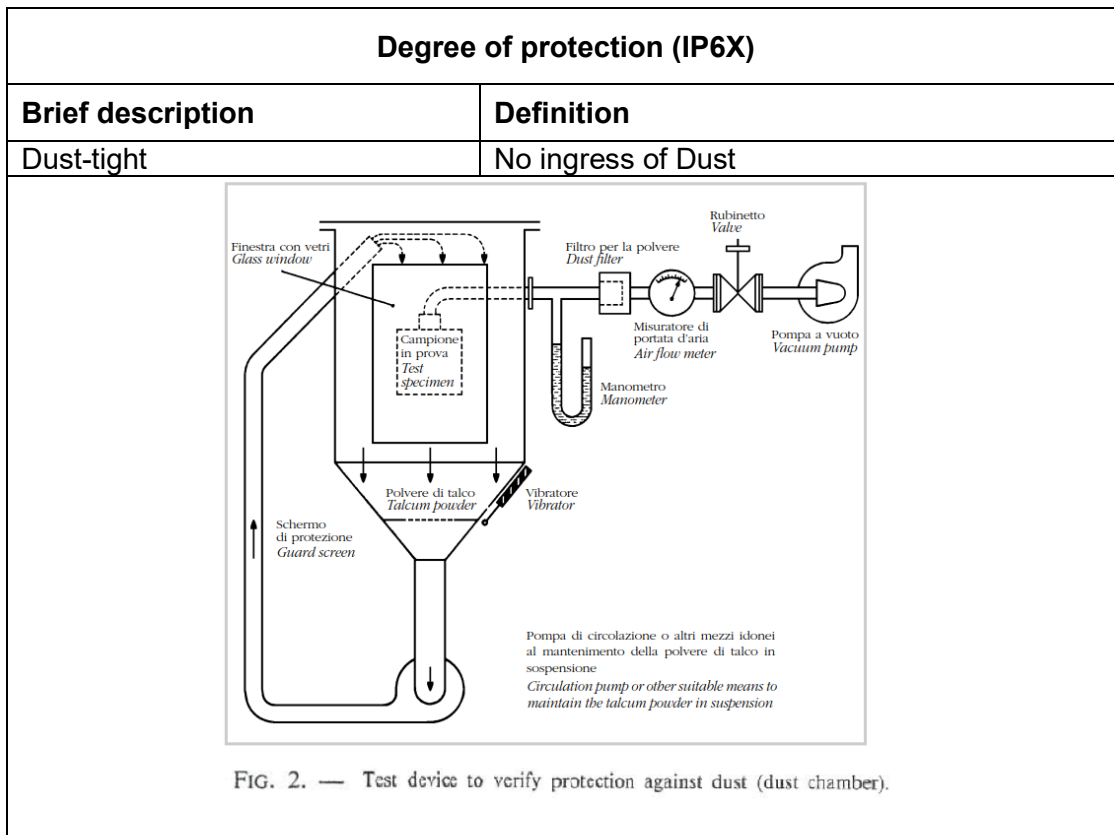 Degree of protection (IP6X)
Brief description
Definition
Dust-tight
No ingress of Dust
Finestra con vetri
Glass window
Campione
in prova
Test
specimen
Filtro per la polvere
Dust filter
Rubinetto
Valve
Misuratore di
portata d'aria
Air flow meter
Pompa a vuoto
Vacuum pump
Manometro
Manometer
Polvere di talco
Talcum powder
Vibratore
Vibrator
Schermo
di protezione
Guard screen
Pompa di circolazione o altri mezzi idonei
al mantenimento della polvere di talco in
sospensione
Circulation pump or other suitable means to
maintain the talcum powder in suspension
FIG. 2. — Test device to verify protection against dust (dust chamber).